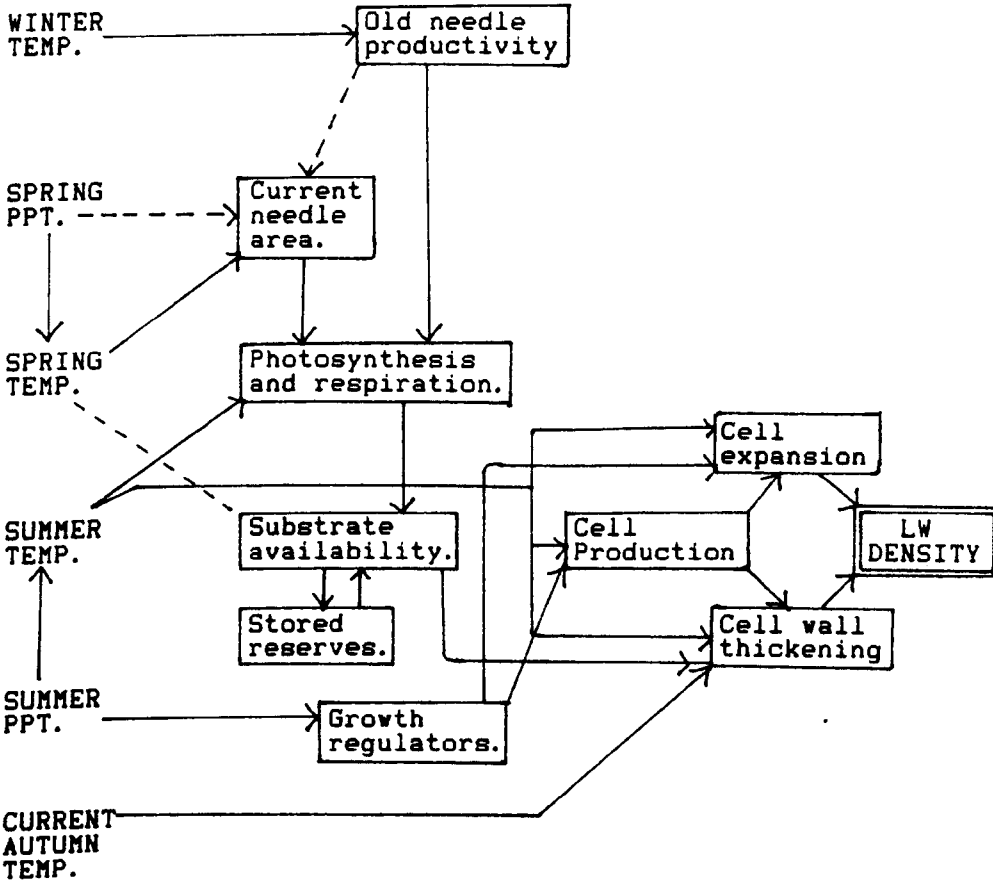 WINTER
TEMP.
Old needle
productivity
SPRING
PPT.
Current
needle
area.
SPRING
TEMP.
Photosynthesis
and respiration.
Cell
expansion
SUMMER
TEMP.
Substrate
availability.
Cell
Production
LW
DENSITY
Stored
reserves.
Cell wall
thickening
SUMMER
PPT.
Growth
regulators.
CURRENT
AUTUMN
TEMP.